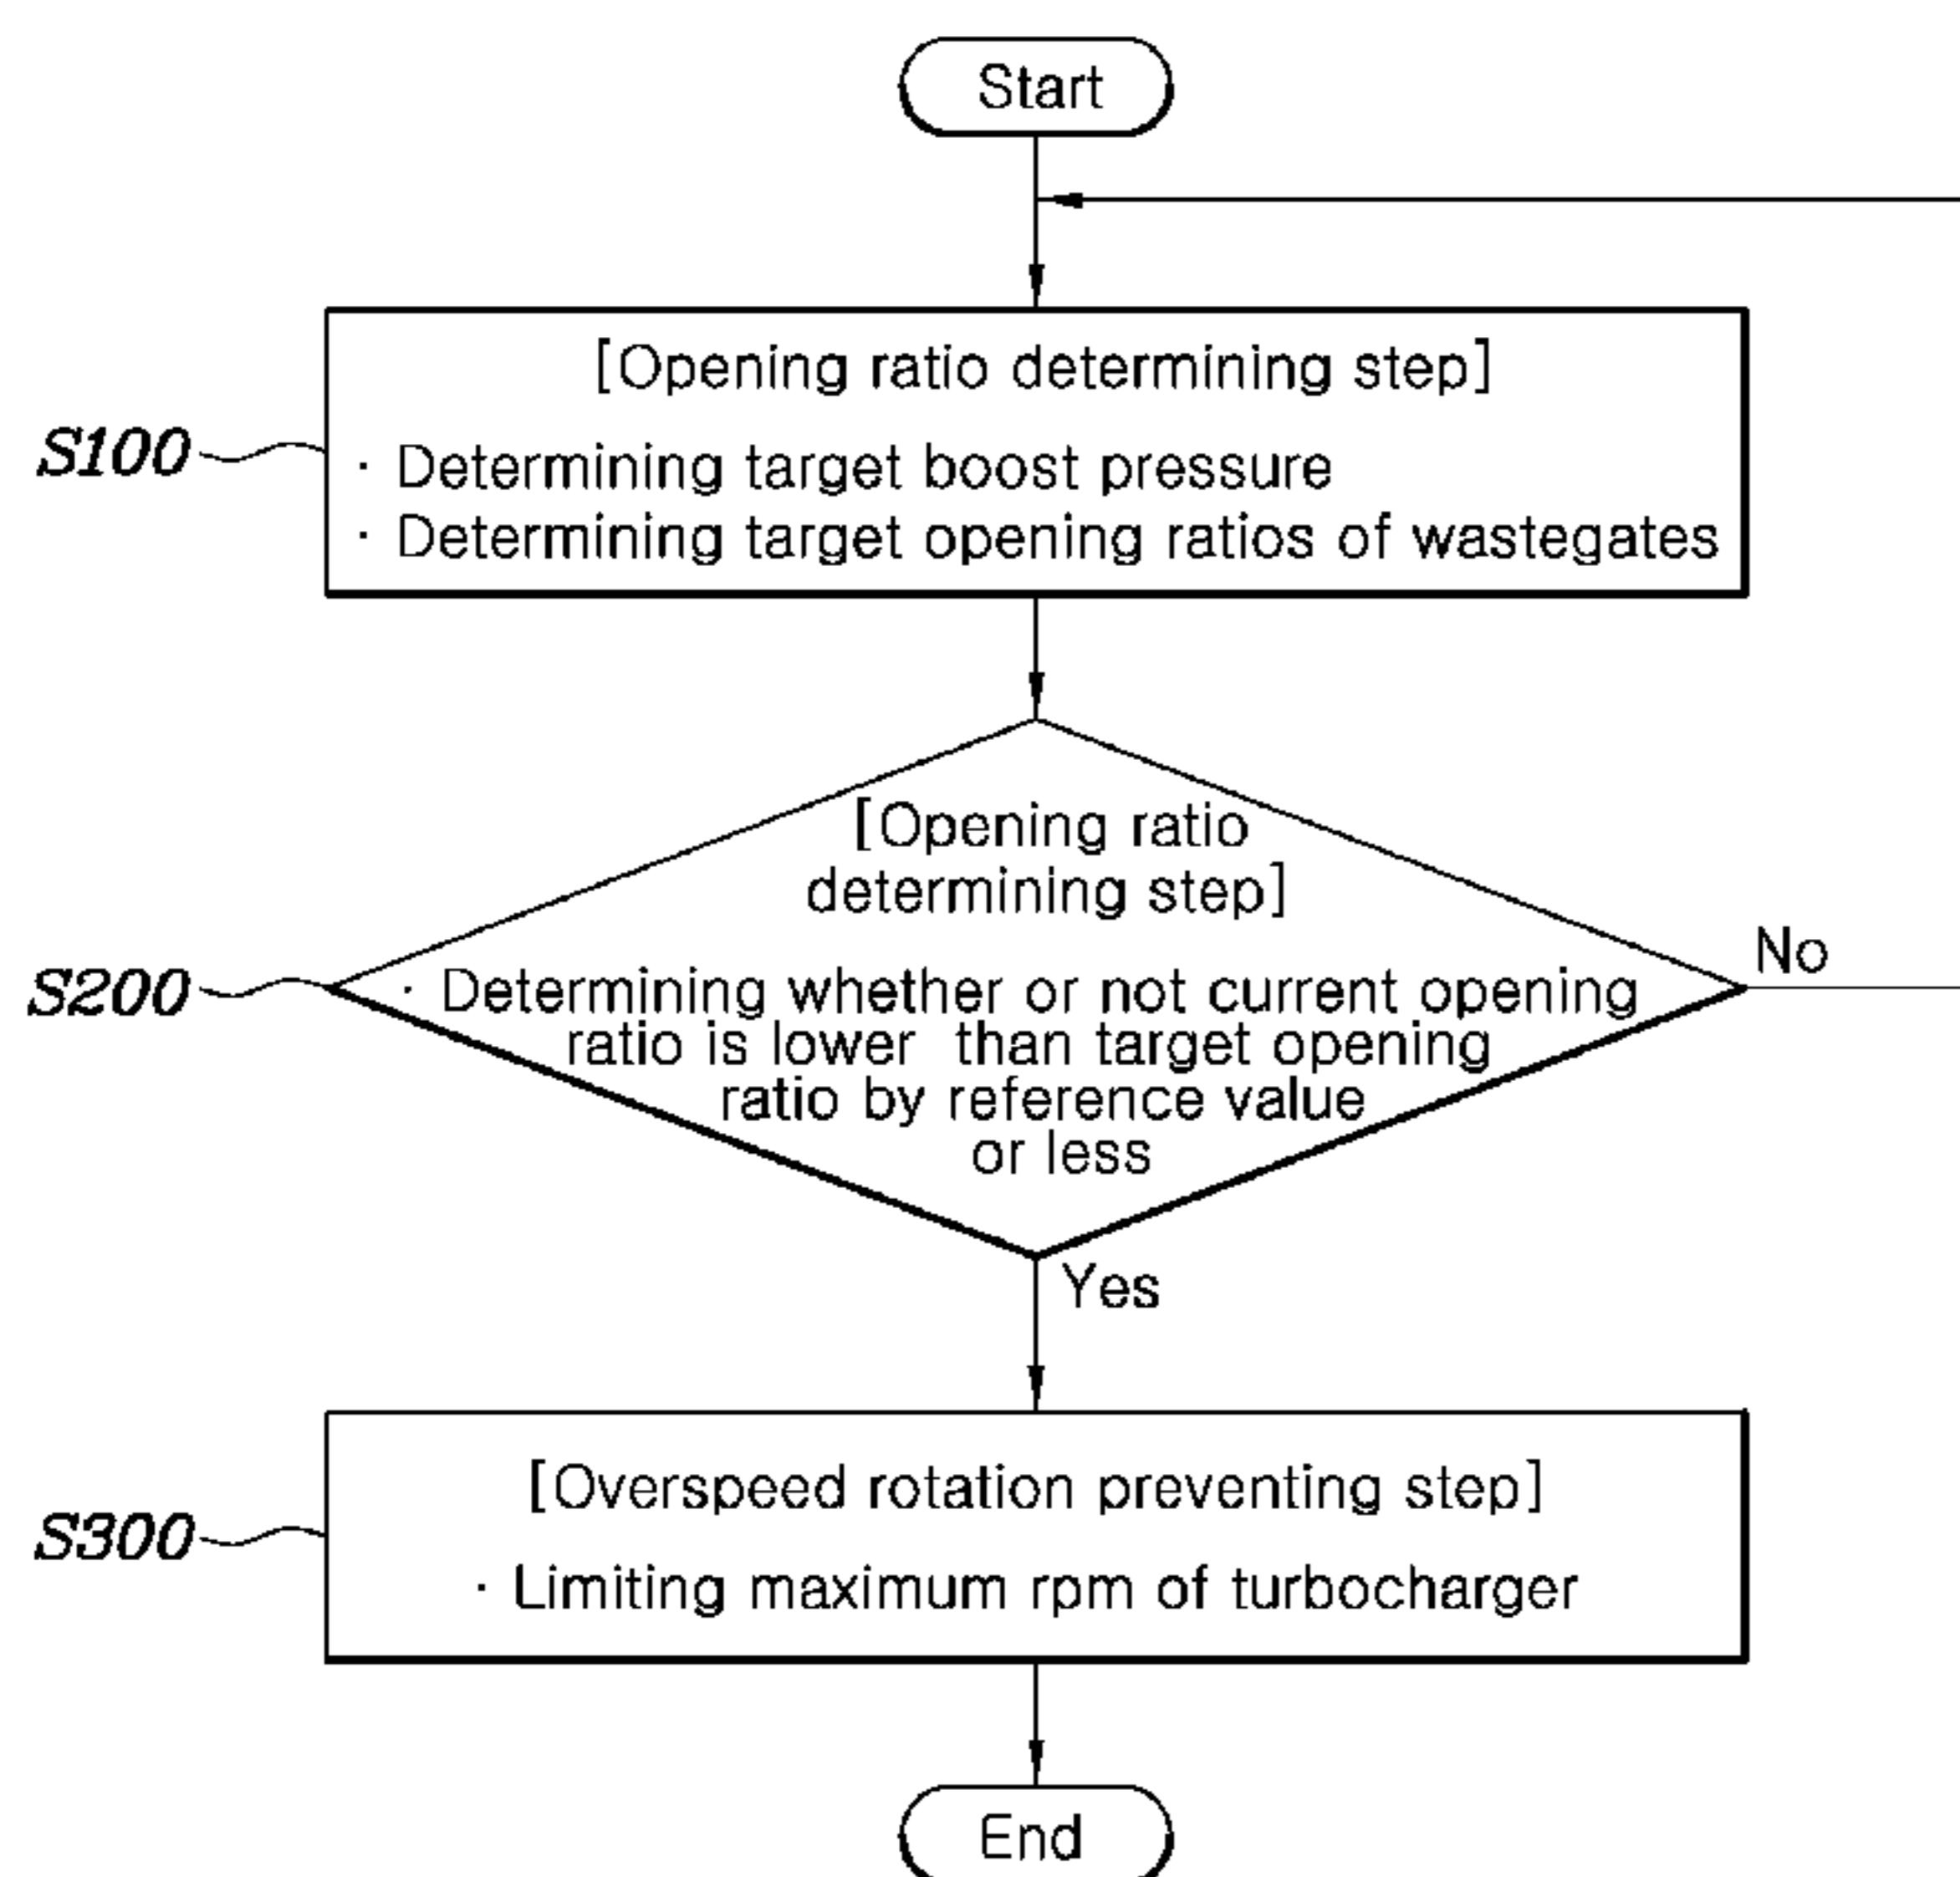 Start
[Opening ratio determining step]
S100
· Determining target boost pressure
· Determining target opening ratios of wastegates
[Opening ratio
determining step]
No
S200
· Determining whether or not current opening
ratio is lower than target opening
ratio by reference value
or less
Yes
[Overspeed rotation preventing step]
S300
· Limiting maximum rpm of turbocharger
End